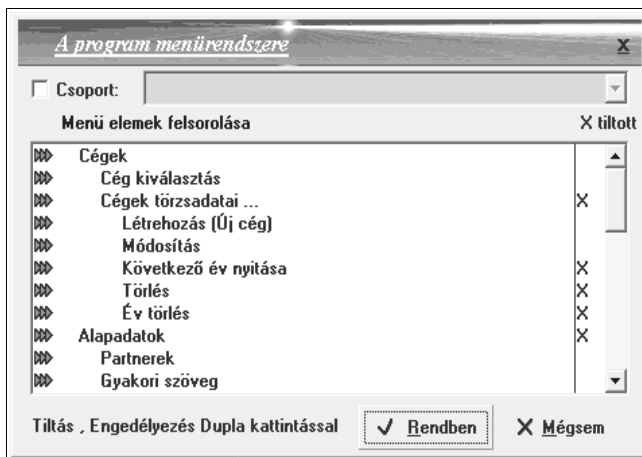 A program menürendszere X
Csoport:
Menü elemek felsorolása X tiltott
Cégek
Cég kiválasztás
Cégek törzsadatai ... X
Létrehozás (Új cég)
Módosítás
Következő év nyitása X
Törlés X
Év törlés X
Alapadatok X
Partnerek
Gyakori szöveg
Tiltás , Engedélyezés Dupla kattintással Rendben Mégsem